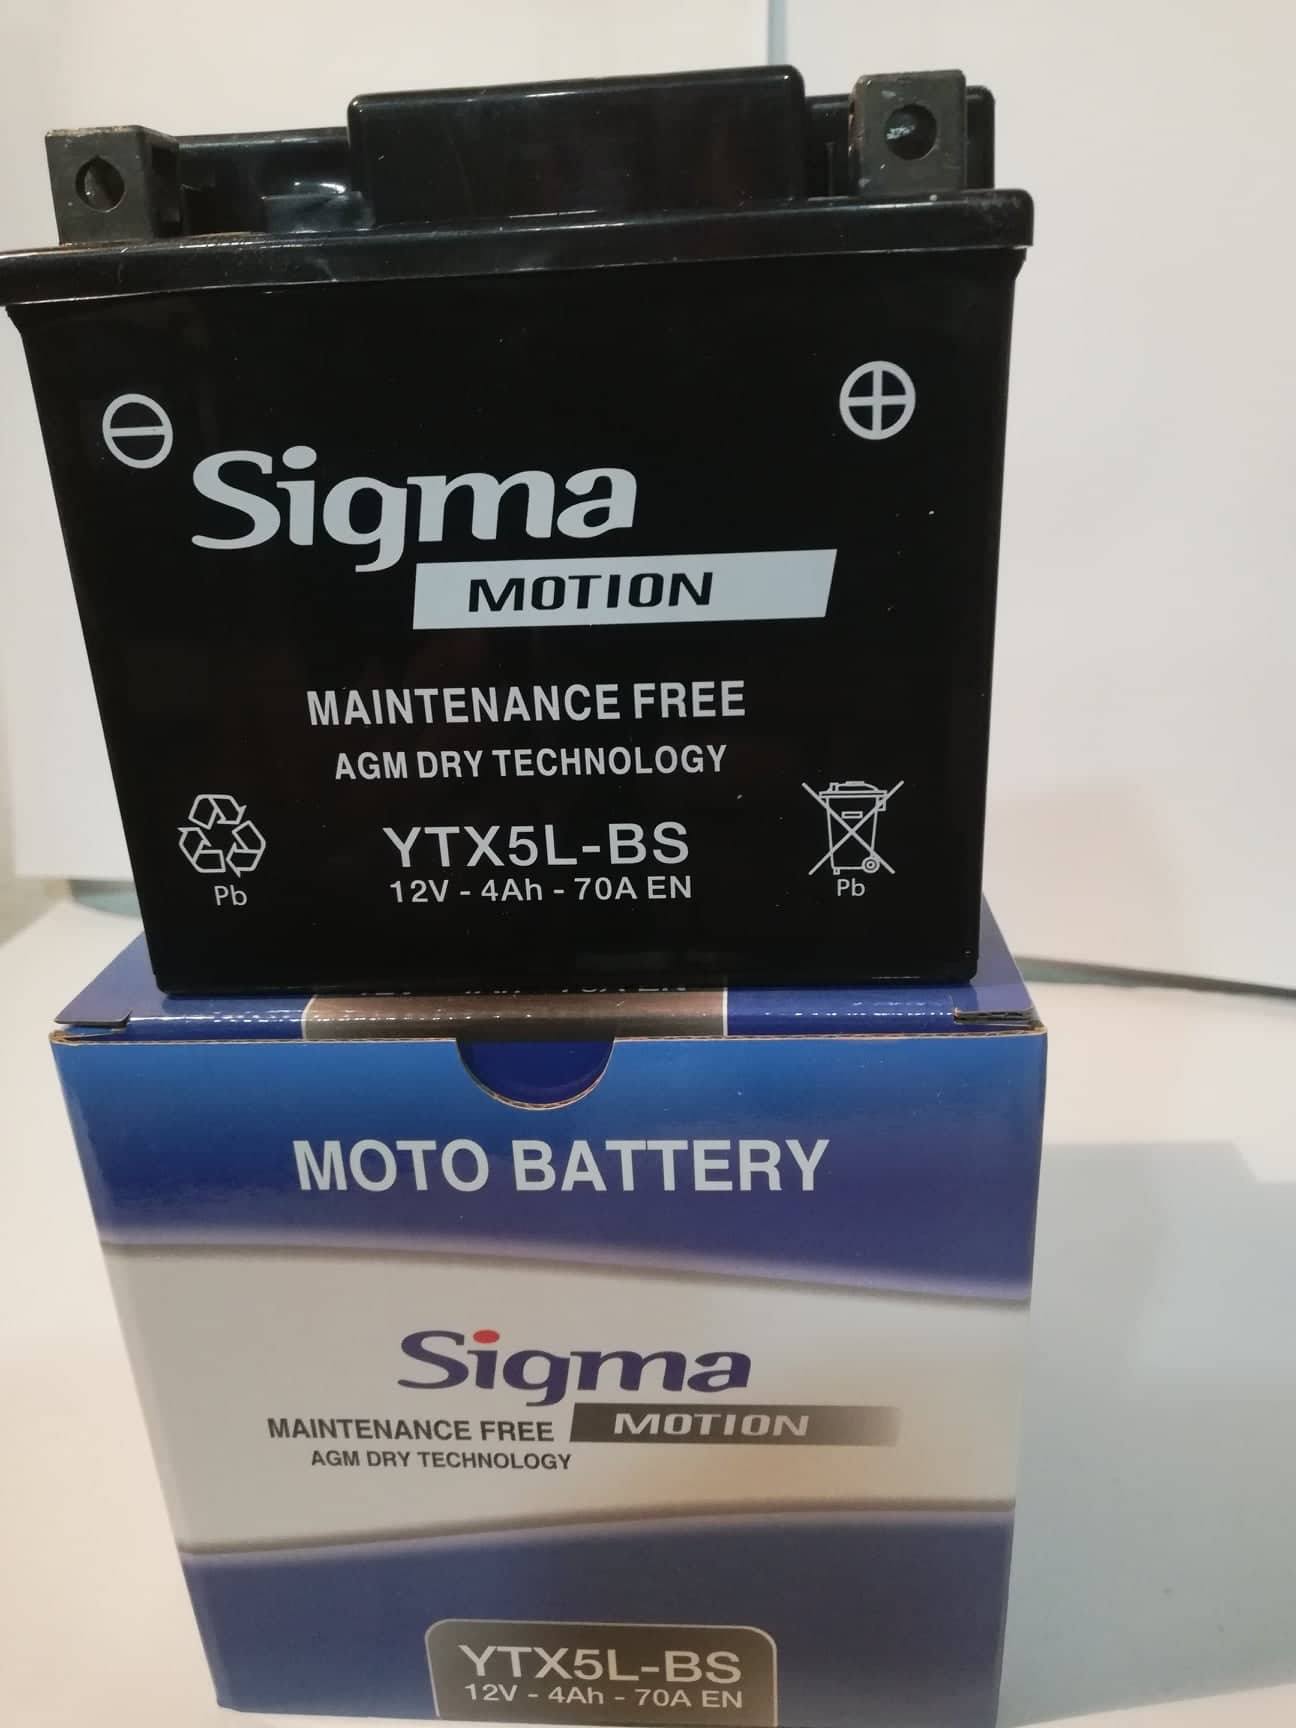 Sigma
MOTION
MAINTENANCE FREE
AGM DRY TECHNOLOGY
YTX5L-BS
12V - 4Ah - 70A EN
Pb
Pb
MOTO BATTERY
Sigma
MAINTENANCE FREE MOTION
AGM DRY TECHNOLOGY
YTX5L-BS
12V - 4Ah - 70A EN